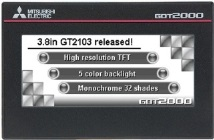 MITSUBISHI
ELECTRIC
GOT2000
3.8in GT2103 released!
High resolution TFT
5 color backlight
Monochrome 32 shades
GOT2000